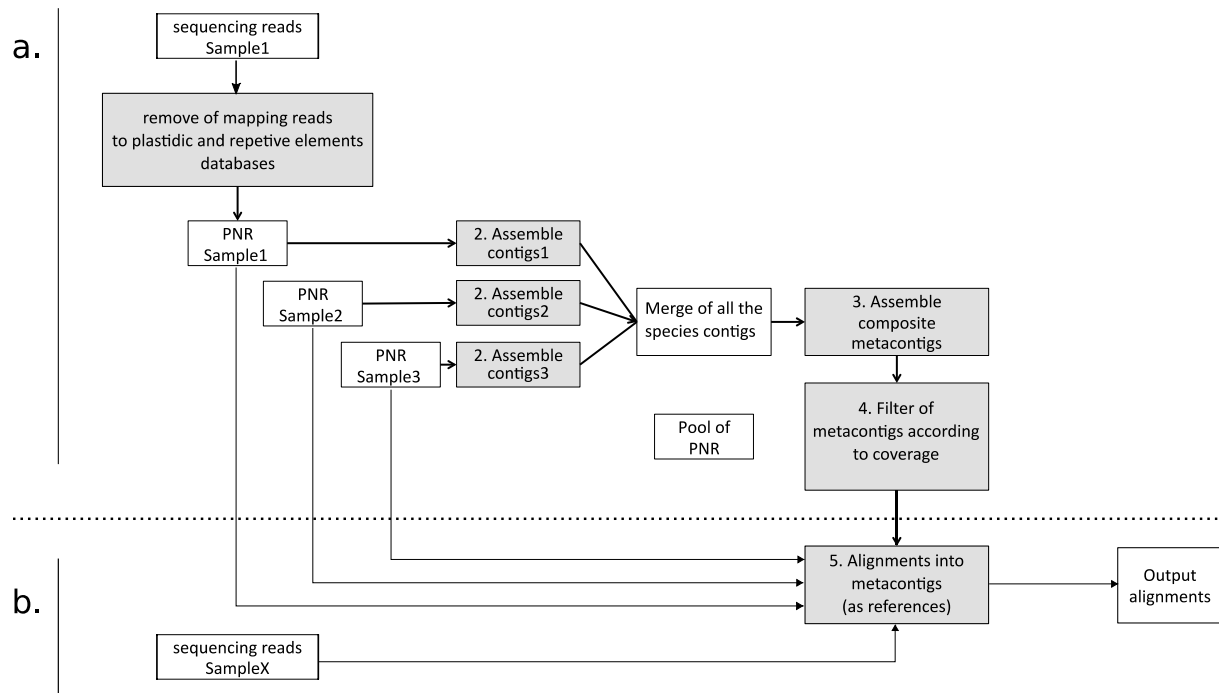 a.
sequencing reads
Sample1
remove of mapping reads
to plastidic and repetive elements
databases
PNR
Sample1
2. Assemble
contigs1
PNR
Sample2
2. Assemble
contigs2
PNR
Sample3
2. Assemble
contigs3
Merge of all the
species contigs
3. Assemble
composite
metacontigs
4. Filter of
metacontigs according
to coverage
Pool of
PNR
b.
5. Alignments into
metacontigs
(as references)
Output
alignments
sequencing reads
SampleX